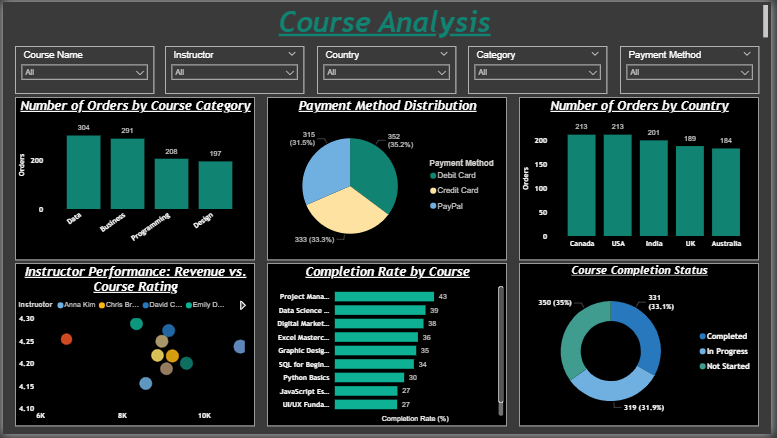 Course Analysis
Course Name
All
Instructor
All
Country
All
Category
All
Payment Method
All
Number of Orders by Course Category
Orders
200
0
304
291
208
197
Data
Business
Programming
Design
Payment Method Distribution
315
(31.5%)
352
(35.2%)
333 (33.3%)
Payment Method
Debit Card
Credit Card
PayPal
Number of Orders by Country
Orders
200
150
100
50
0
213
213
201
189
184
Canada
USA
India
UK
Australia
Instructor Performance: Revenue vs.
Course Rating
Instructor
Anna Kim
Chris Br...
David C...
Emily D...
4,30
4,25
4,20
4,15
4,10
6K
8K
10K
Completion Rate by Course
Project Mana... 43
Data Science ... 39
Digital Market... 38
Excel Masterc... 36
Graphic Desig... 35
SQL for Begin... 34
Python Basics 30
JavaScript Es... 27
UI/UX Funda... 27
Completion Rate (%)
Course Completion Status
350 (35%)
331
(33.1%)
319 (31.9%)
Completed
In Progress
Not Started